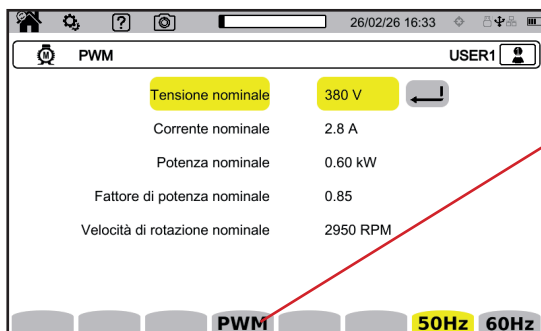 26/02/26 16:33
PWM USER1
Tensione nominale 380 V
Corrente nominale 2.8 A
Potenza nominale 0.60 kW
Fattore di potenza nominale 0.85
Velocità di rotazione nominale 2950 RPM
PWM 50Hz 60Hz